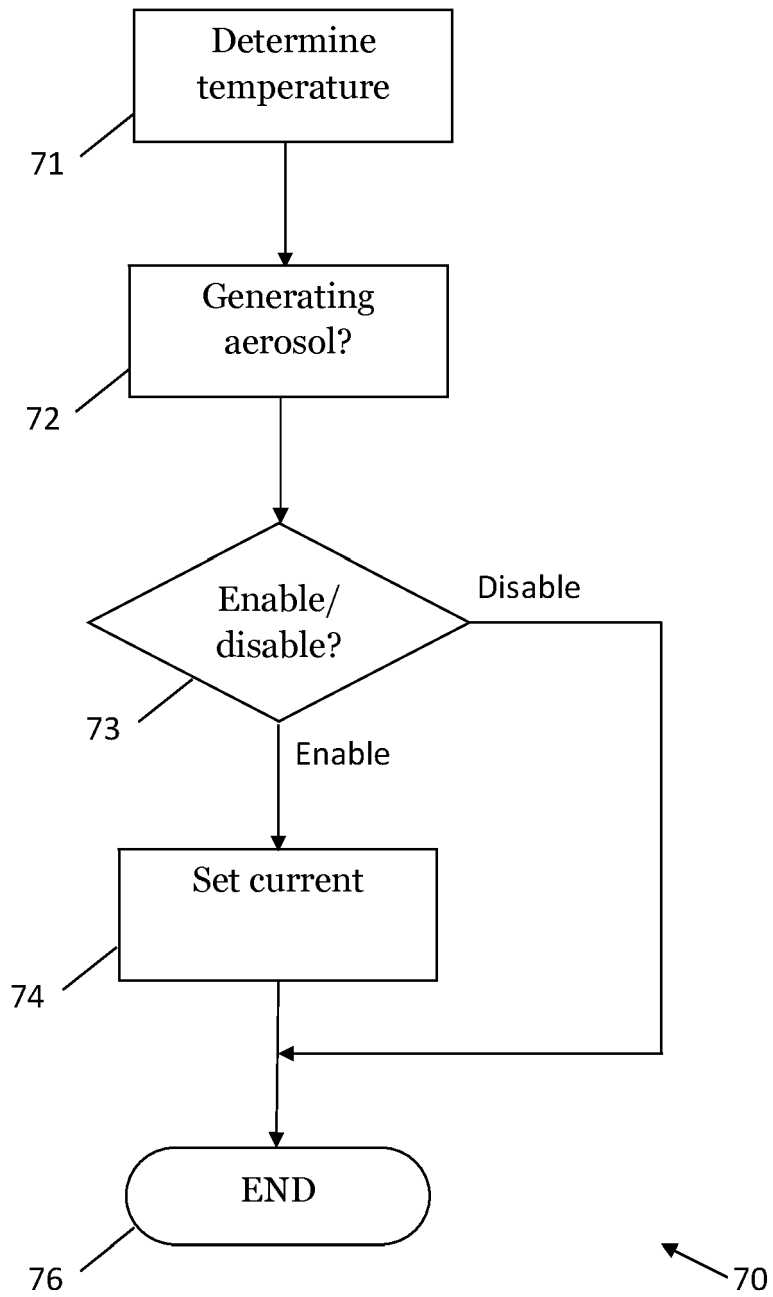 Determine
temperature
71
Generating
aerosol?
72
Enable/
disable?
Disable
73
Enable
Set current
74
END
76
70